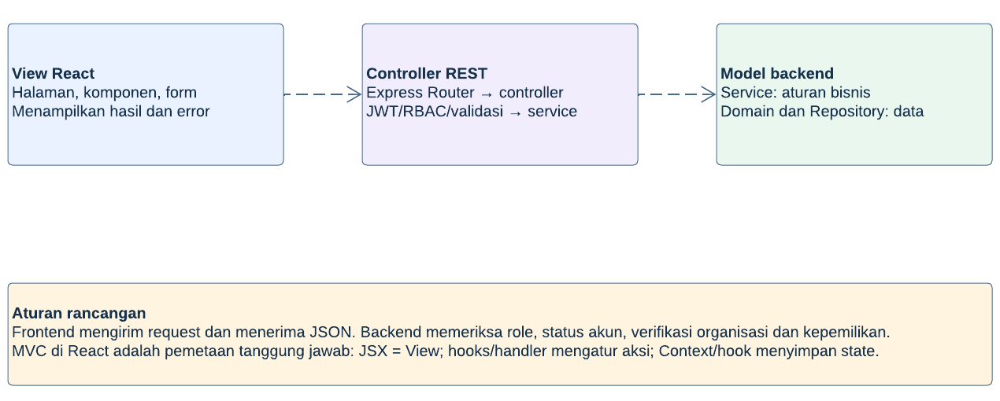 View React
Halaman, komponen, form
Menampilkan hasil dan error
Controller REST
Express Router → controller
JWT/RBAC/validasi → service
Model backend
Service: aturan bisnis
Domain dan Repository: data
Aturan rancangan
Frontend mengirim request dan menerima JSON. Backend memeriksa role, status akun, verifikasi organisasi dan kepemilikan.
MVC di React adalah pemetaan tanggung jawab: JSX = View; hooks/handler mengatur aksi; Context/hook menyimpan state.